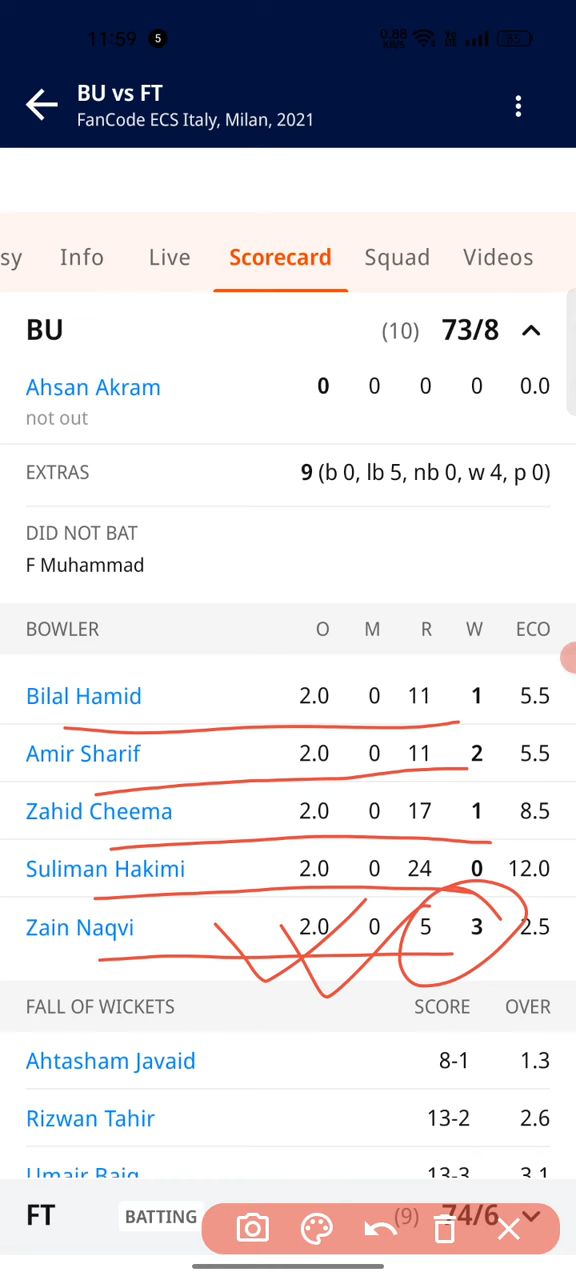 11:59 5 0.88 KB/S
BU vs FT
FanCode ECS Italy, Milan, 2021
sy Info Live Scorecard Squad Videos
BU (10) 73/8
Ahsan Akram 0 0 0 0 0.0
not out
EXTRAS 9 (b 0, lb 5, nb 0, w 4, p 0)
DID NOT BAT
F Muhammad
BOWLER O M R W ECO
Bilal Hamid 2.0 0 11 1 5.5
Amir Sharif 2.0 0 11 2 5.5
Zahid Cheema 2.0 0 17 1 8.5
Suliman Hakimi 2.0 0 24 0 12.0
Zain Naqvi 2.0 0 5 3 2.5
W
FALL OF WICKETS SCORE OVER
Ahtasham Javaid 8-1 1.3
Rizwan Tahir 13-2 2.6
Umair Baig 13-3 3.1
FT BATTING (9) 74/6